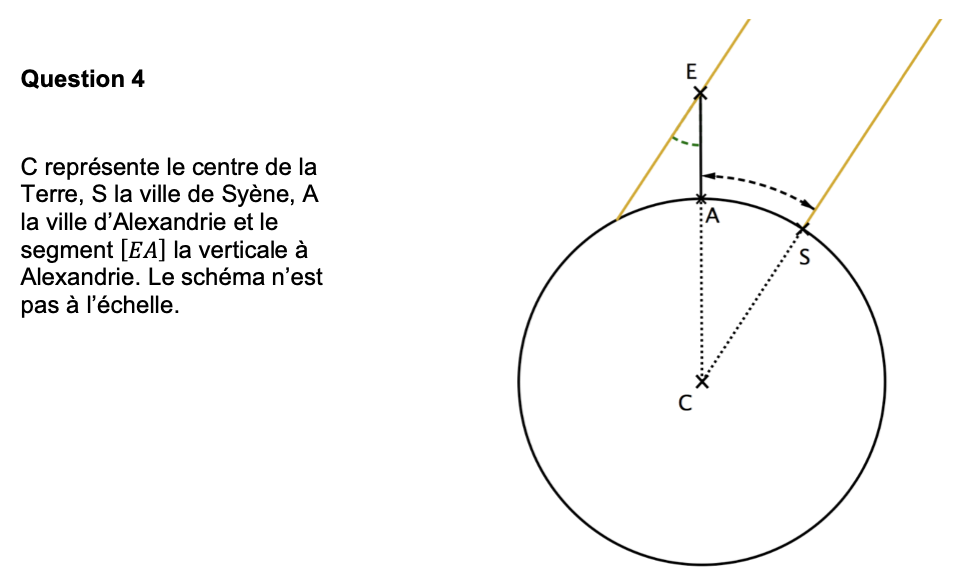 Question 4
C représente le centre de la
Terre, S la ville de Syène, A
la ville d’Alexandrie et le
segment [EA] la verticale à
Alexandrie. Le schéma n’est
pas à l’échelle.
E
A
S
C